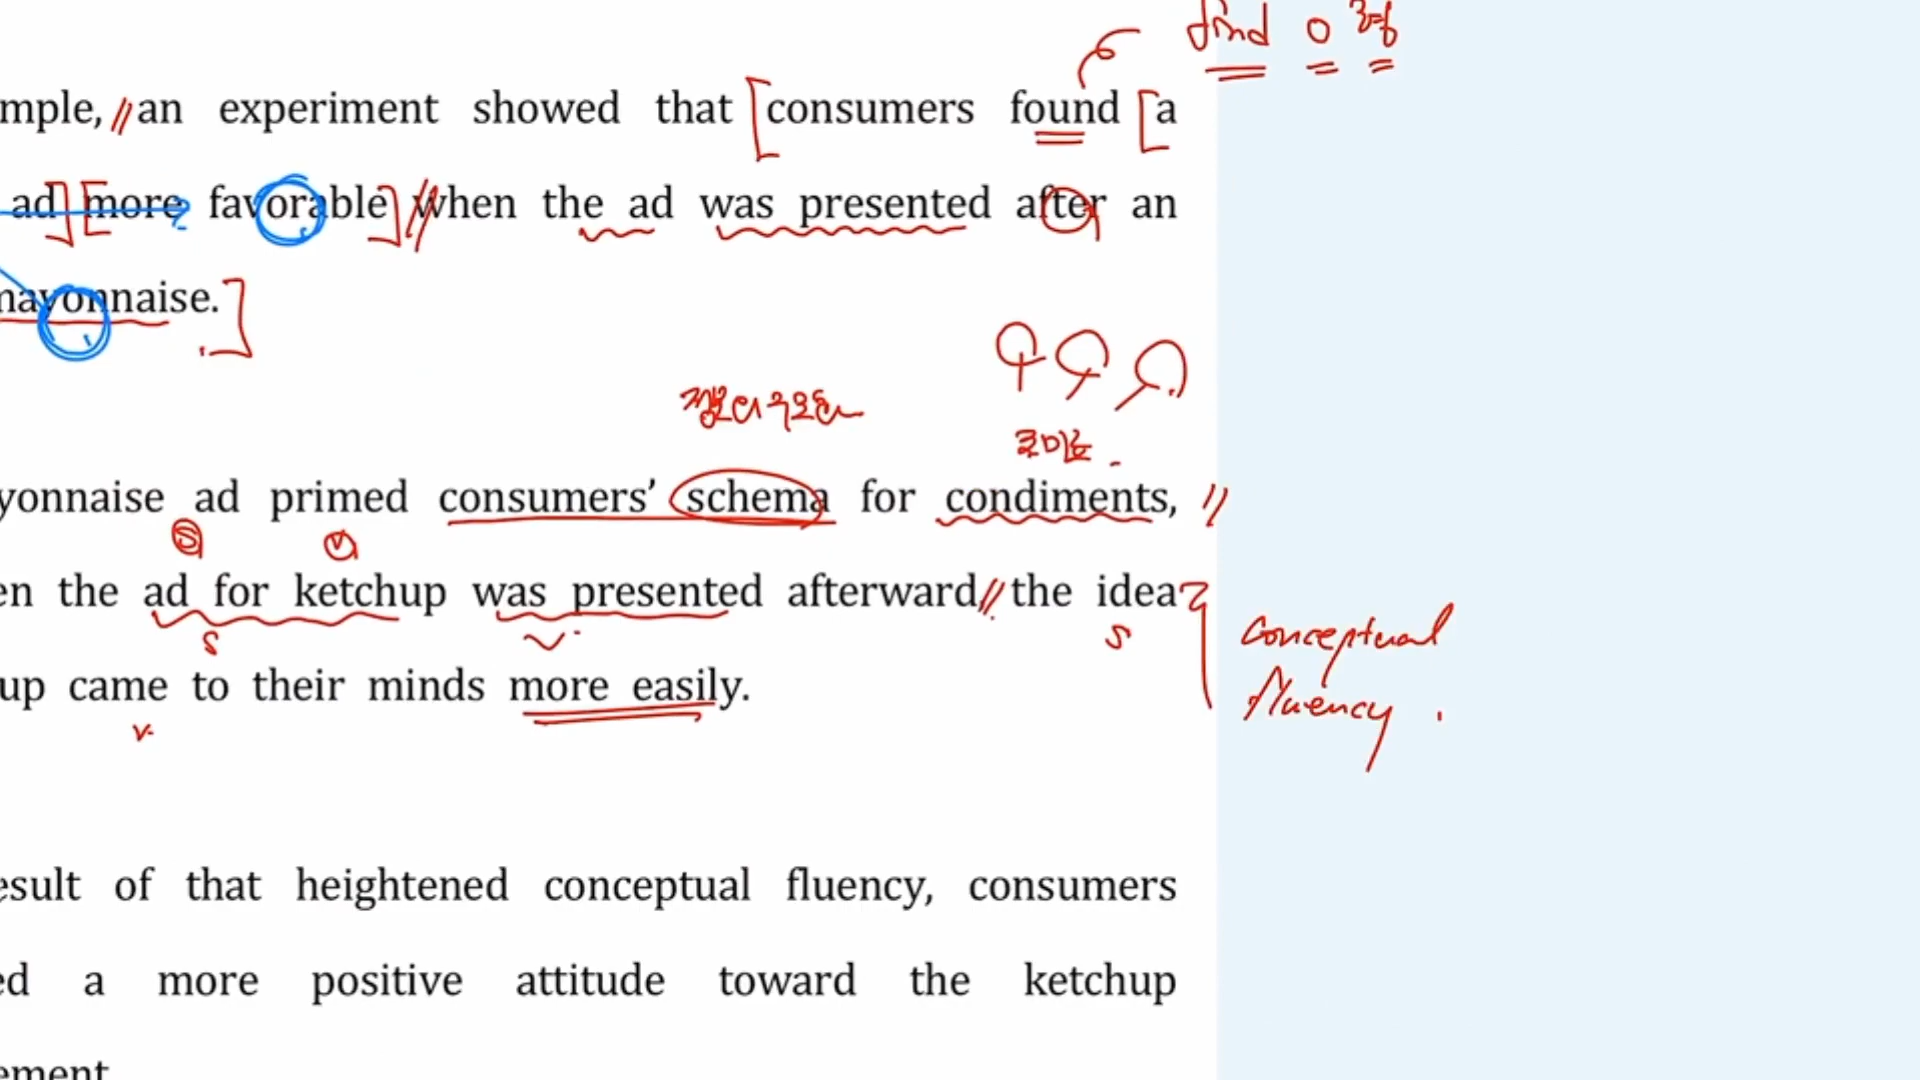 find o 형
mple, // an experiment showed that [consumers found [a
ad] [more favorable] // when the ad was presented after an
mayonnaise.]
yonnaise ad primed consumers’ schema for condiments, //
S V
en the ad for ketchup was presented afterward // the idea
S V S
conceptual
fluency.
up came to their minds more easily.
V
esult of that heightened conceptual fluency, consumers
ed a more positive attitude toward the ketchup
ement